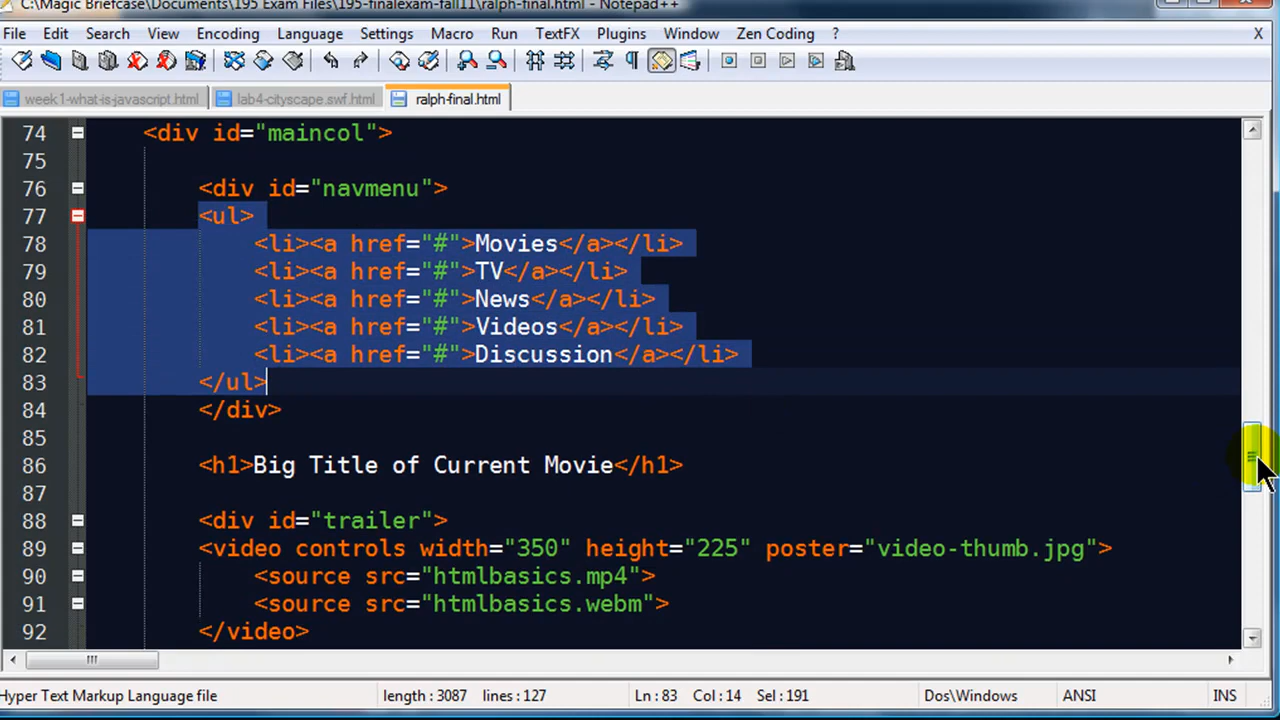 C:\Magic Briefcase\Documents\195 Exam Files\195-finalexam-fall11\ralph-final.html - Notepad++
File Edit Search View Encoding Language Settings Macro Run TextFX Plugins Window Zen Coding ? X
week1-what-is-javascript.html lab4-cityscape.swf.html ralph-final.html
74 <div id="maincol">
75
76 <div id="navmenu">
77 <ul>
78 <li><a href="#">Movies</a></li>
79 <li><a href="#">TV</a></li>
80 <li><a href="#">News</a></li>
81 <li><a href="#">Videos</a></li>
82 <li><a href="#">Discussion</a></li>
83 </ul>
84 </div>
85
86 <h1>Big Title of Current Movie</h1>
87
88 <div id="trailer">
89 <video controls width="350" height="225" poster="video-thumb.jpg">
90 <source src="htmlbasics.mp4">
91 <source src="htmlbasics.webm">
92 </video>
Hyper Text Markup Language file length : 3087 lines : 127 Ln : 83 Col : 14 Sel : 191 Dos\Windows ANSI INS